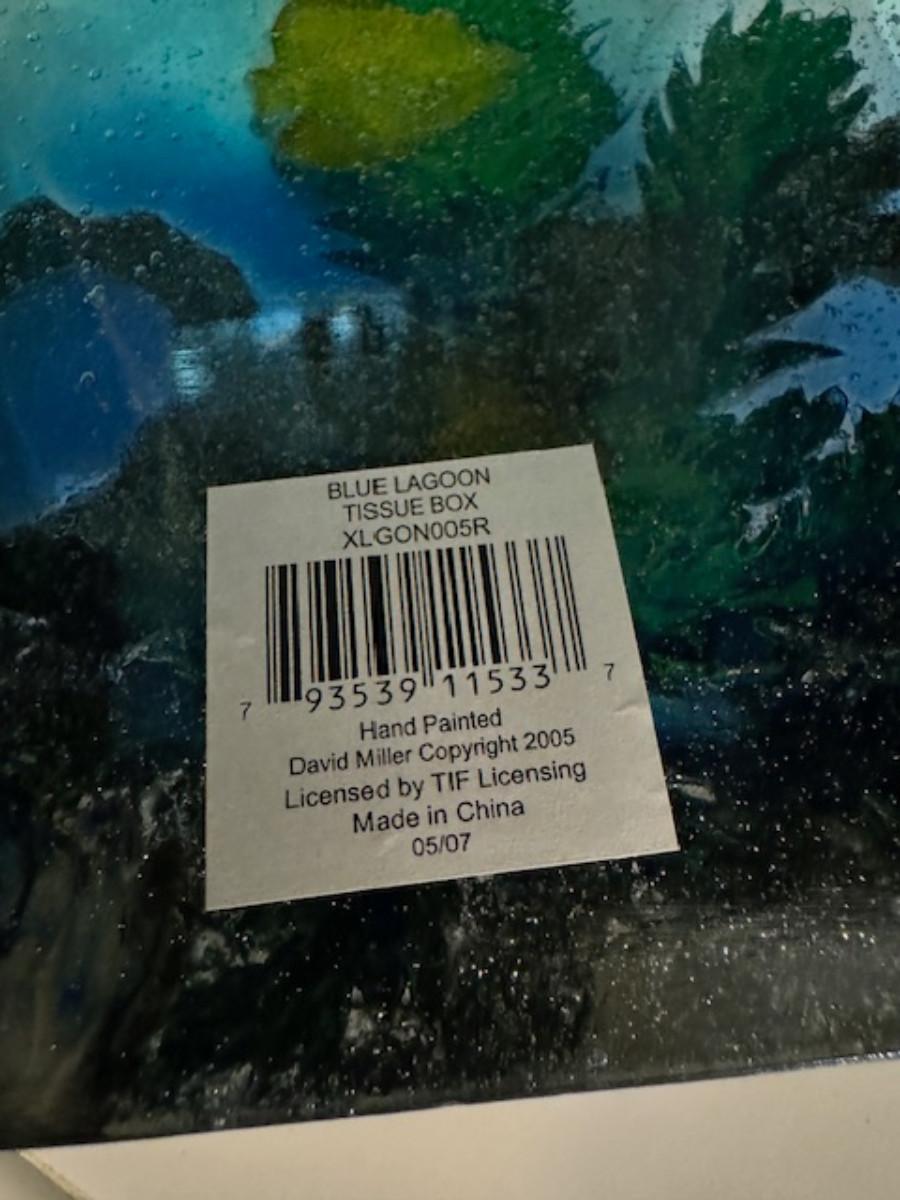 BLUE LAGOON
TISSUE BOX
XLGON005R
7 93539 11533 7
Hand Painted
David Miller Copyright 2005
Licensed by TIF Licensing
Made in China
05/07